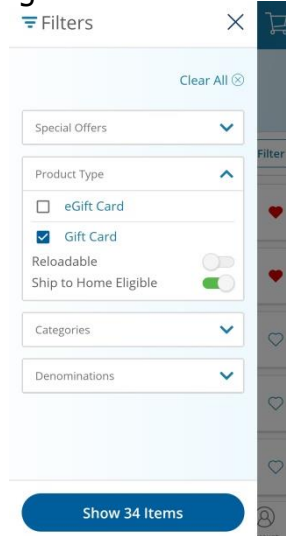 Filters
Clear All
Special Offers
Filter
Product Type
eGift Card
Gift Card
Reloadable
Ship to Home Eligible
Categories
Denominations
Show 34 Items